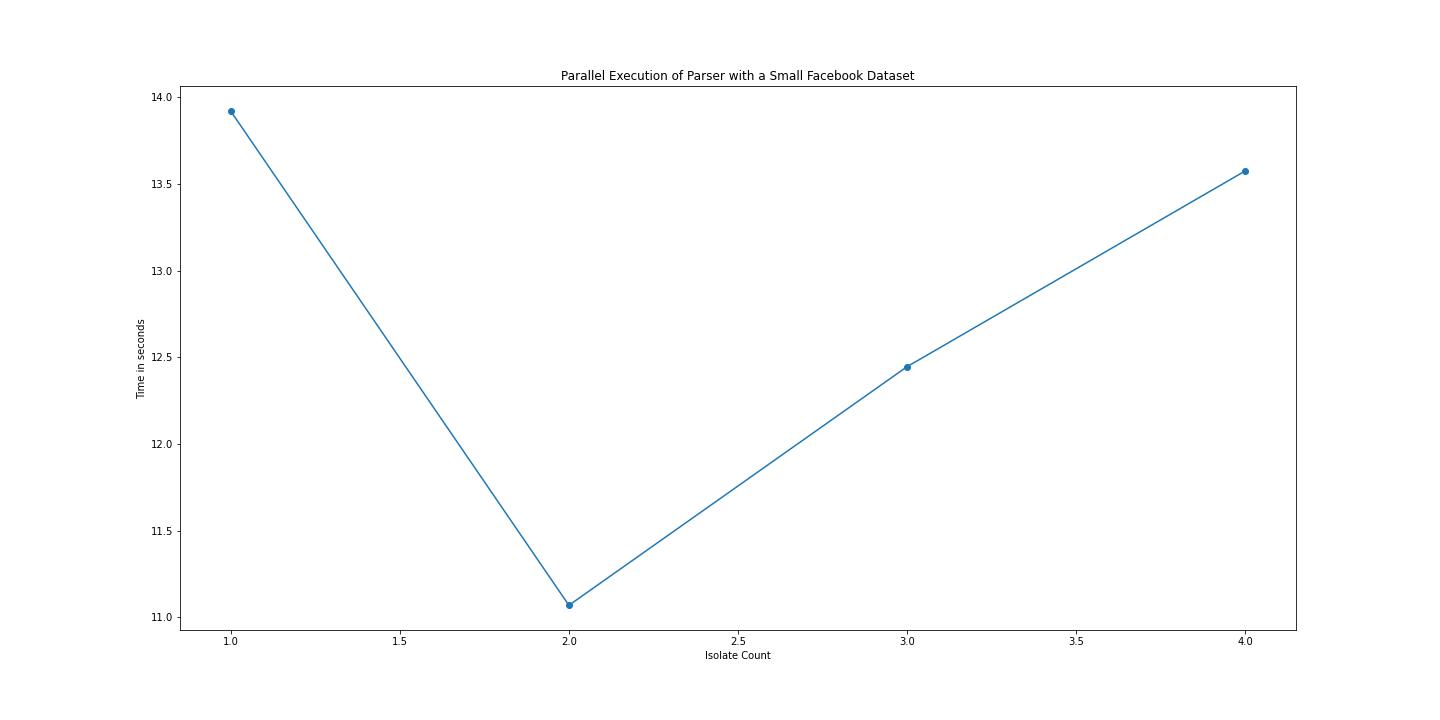 Parallel Execution of Parser with a Small Facebook Dataset
14.0
13.5
13.0
12.5
12.0
11.5
11.0
Time in seconds
1.0 1.5 2.0 2.5 3.0 3.5 4.0
Isolate Count